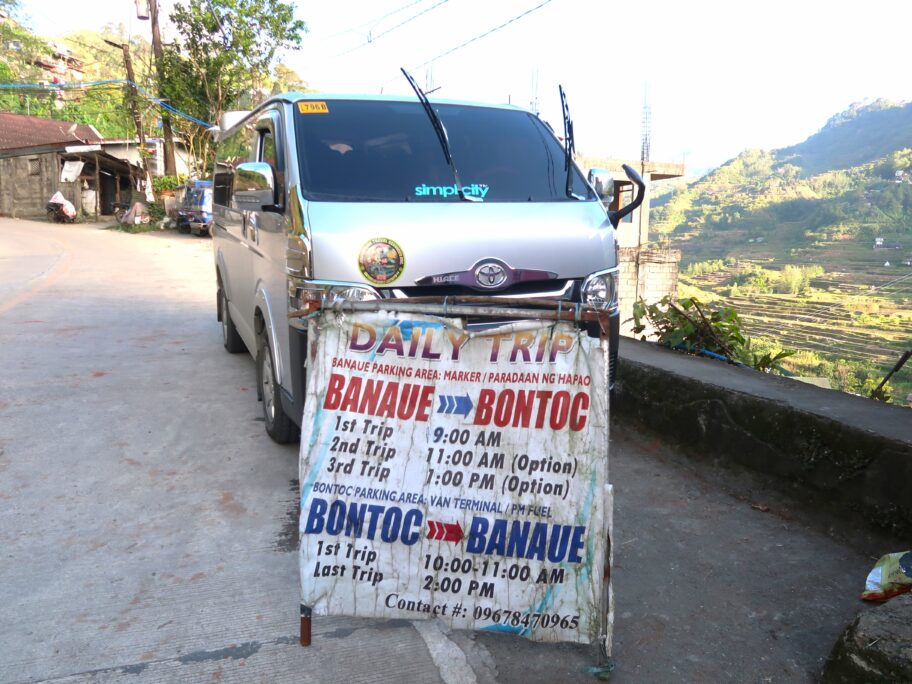 L796B
simplicity
HIACE
DAILY TRIP
BANAUE PARKING AREA: MARKER / PARADAAN NG HAPAO
BANAUE BONTOC
1st Trip 9:00 AM
2nd Trip 11:00 AM (Option)
3rd Trip 1:00 PM (Option)
BONTOC PARKING AREA: VAN TERMINAL / PM FUEL
BONTOC BANAUE
1st Trip 10:00-11:00 AM
Last Trip 2:00 PM
Contact #: 09678470965